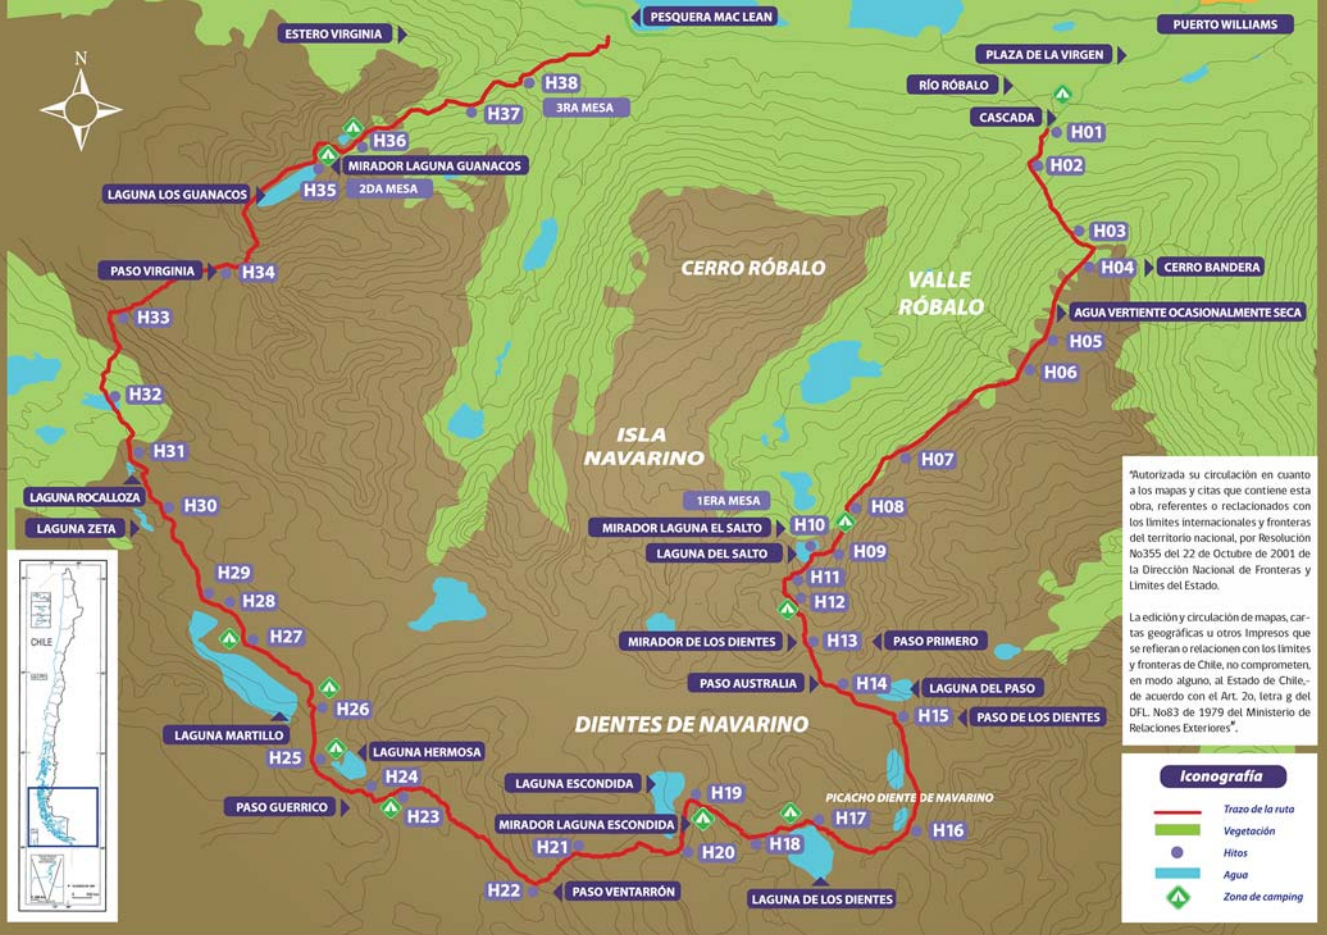 PESQUERA MAC LEAN
PUERTO WILLIAMS
ESTERO VIRGINIA
PLAZA DE LA VIRGEN
N
RÍO RÓBALO
H38
3RA MESA
H37
CASCADA
H01
H36
MIRADOR LAGUNA GUANACOS
H02
LAGUNA LOS GUANACOS
H35
2DA MESA
H03
PASO VIRGINIA
H34
CERRO RÓBALO
VALLE
RÓBALO
H04
CERRO BANDERA
H33
AGUA VERTIENTE OCASIONALMENTE SECA
H05
H06
H32
ISLA
NAVARINO
H31
H07
LAGUNA ROCALLOZA
H30
LAGUNA ZETA
1ERA MESA
H08
MIRADOR LAGUNA EL SALTO
H10
LAGUNA DEL SALTO
H09
H11
H29
H28
H12
H27
MIRADOR DE LOS DIENTES
H13
PASO PRIMERO
PASO AUSTRALIA
H14
LAGUNA DEL PASO
H26
H15
PASO DE LOS DIENTES
DIENTES DE NAVARINO
LAGUNA MARTILLO
H25
LAGUNA HERMOSA
H24
PASO GUERRICO
H23
LAGUNA ESCONDIDA
H19
PICACHO DIENTE DE NAVARINO
MIRADOR LAGUNA ESCONDIDA
H17
H16
H21
H20
H18
H22
PASO VENTARRÓN
LAGUNA DE LOS DIENTES
CHILE
"Autorizada su circulación en cuanto
a los mapas y citas que contiene esta
obra, referentes o reclacionados con
los límites internacionales y fronteras
del territorio nacional, por Resolución
No355 del 22 de Octubre de 2001 de
la Dirección Nacional de Fronteras y
Límites del Estado.
La edición y circulación de mapas, car-
tas geográficas u otros Impresos que
se refieran o relacionen con los límites
y fronteras de Chile, no comprometen,
en modo alguno, al Estado de Chile,-
de acuerdo con el Art. 2o, letra g del
DFL. No83 de 1979 del Ministerio de
Relaciones Exteriores".
Iconografía
Trazo de la ruta
Vegetación
Hitos
Agua
Zona de camping